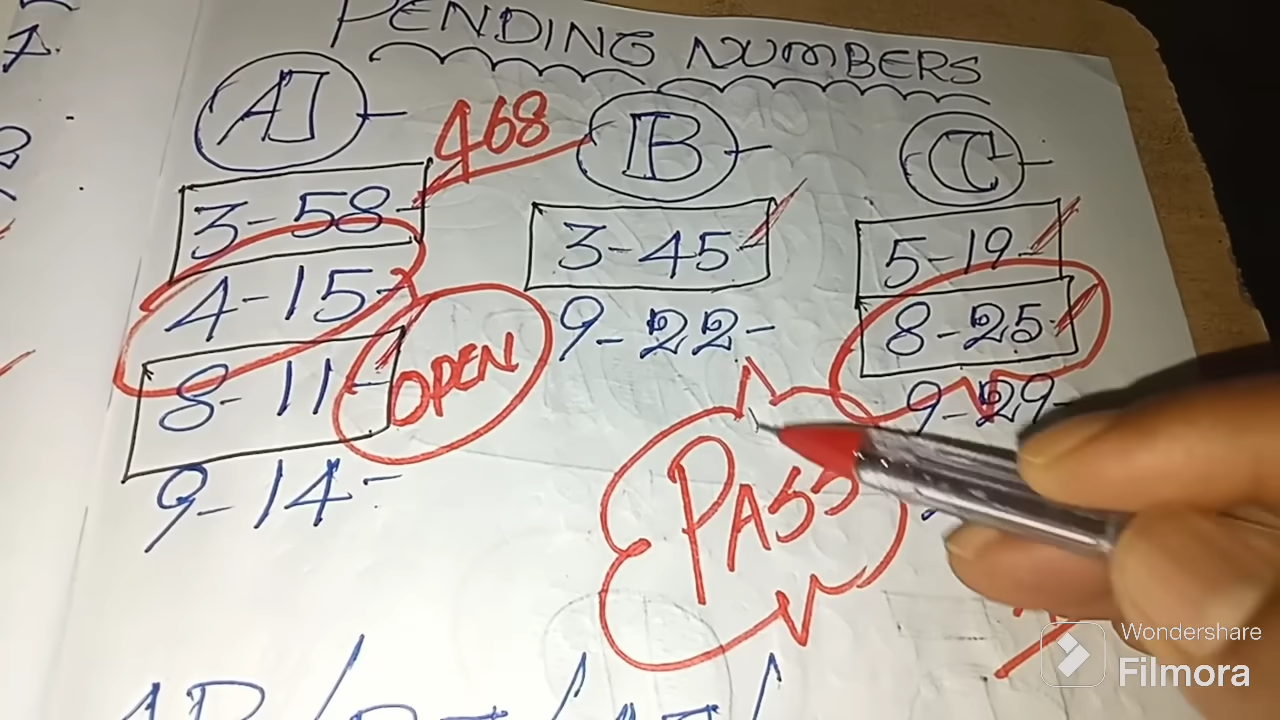 PENDING NUMBERS
A - 468 B - C -
3-58- 3-45- 5-19-
4-15- 9-22- 8-25-
8-11- OPEN 9-29-
9-14-
PASS
Wondershare
Filmora